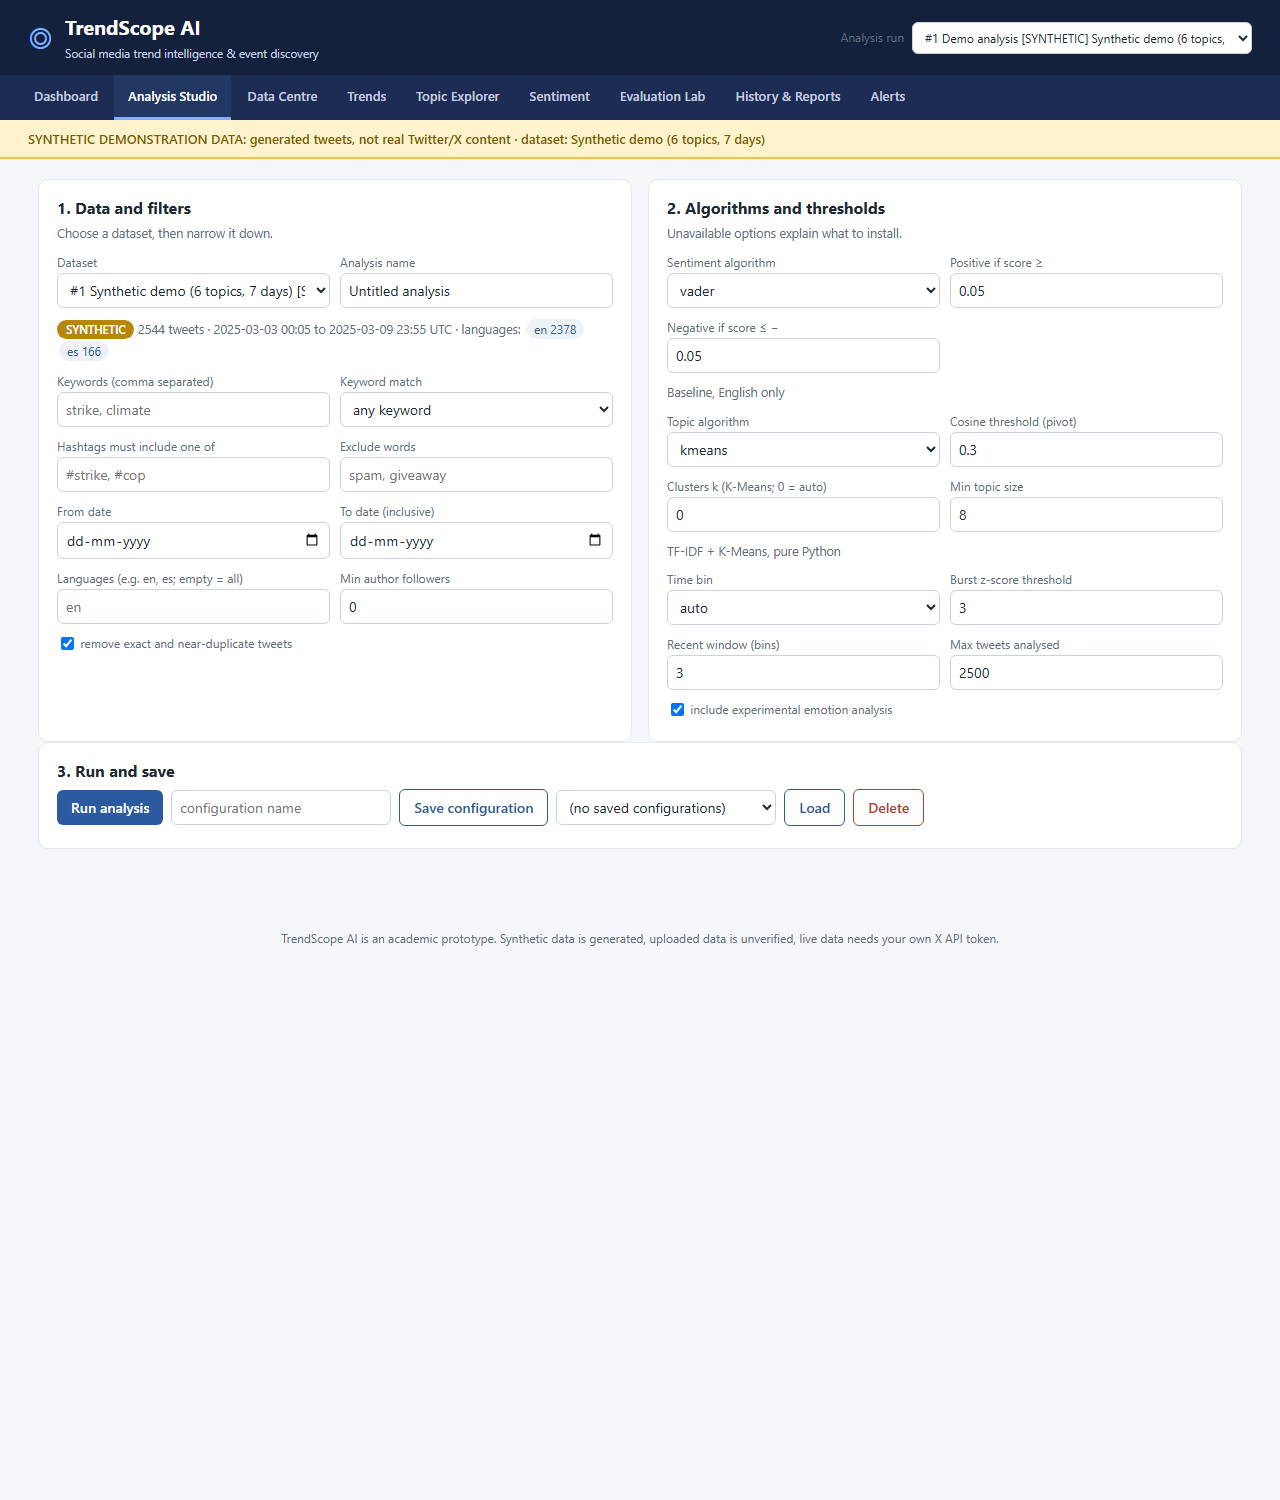 TrendScope AI
Social media trend intelligence & event discovery
Analysis run
#1 Demo analysis [SYNTHETIC] Synthetic demo (6 topics,
Dashboard
Analysis Studio
Data Centre
Trends
Topic Explorer
Sentiment
Evaluation Lab
History & Reports
Alerts
SYNTHETIC DEMONSTRATION DATA: generated tweets, not real Twitter/X content · dataset: Synthetic demo (6 topics, 7 days)
1. Data and filters
Choose a dataset, then narrow it down.
Dataset
#1 Synthetic demo (6 topics, 7 days) [S
Analysis name
Untitled analysis
SYNTHETIC 2544 tweets · 2025-03-03 00:05 to 2025-03-09 23:55 UTC · languages: en 2378
es 166
Keywords (comma separated)
strike, climate
Keyword match
any keyword
Hashtags must include one of
#strike, #cop
Exclude words
spam, giveaway
From date
dd-mm-yyyy
To date (inclusive)
dd-mm-yyyy
Languages (e.g. en, es; empty = all)
en
Min author followers
0
remove exact and near-duplicate tweets
2. Algorithms and thresholds
Unavailable options explain what to install.
Sentiment algorithm
vader
Positive if score ≥
0.05
Negative if score ≤ −
0.05
Baseline, English only
Topic algorithm
kmeans
Cosine threshold (pivot)
0.3
Clusters k (K-Means; 0 = auto)
0
Min topic size
8
TF-IDF + K-Means, pure Python
Time bin
auto
Burst z-score threshold
3
Recent window (bins)
3
Max tweets analysed
2500
include experimental emotion analysis
3. Run and save
Run analysis
configuration name
Save configuration
(no saved configurations)
Load
Delete
TrendScope AI is an academic prototype. Synthetic data is generated, uploaded data is unverified, live data needs your own X API token.